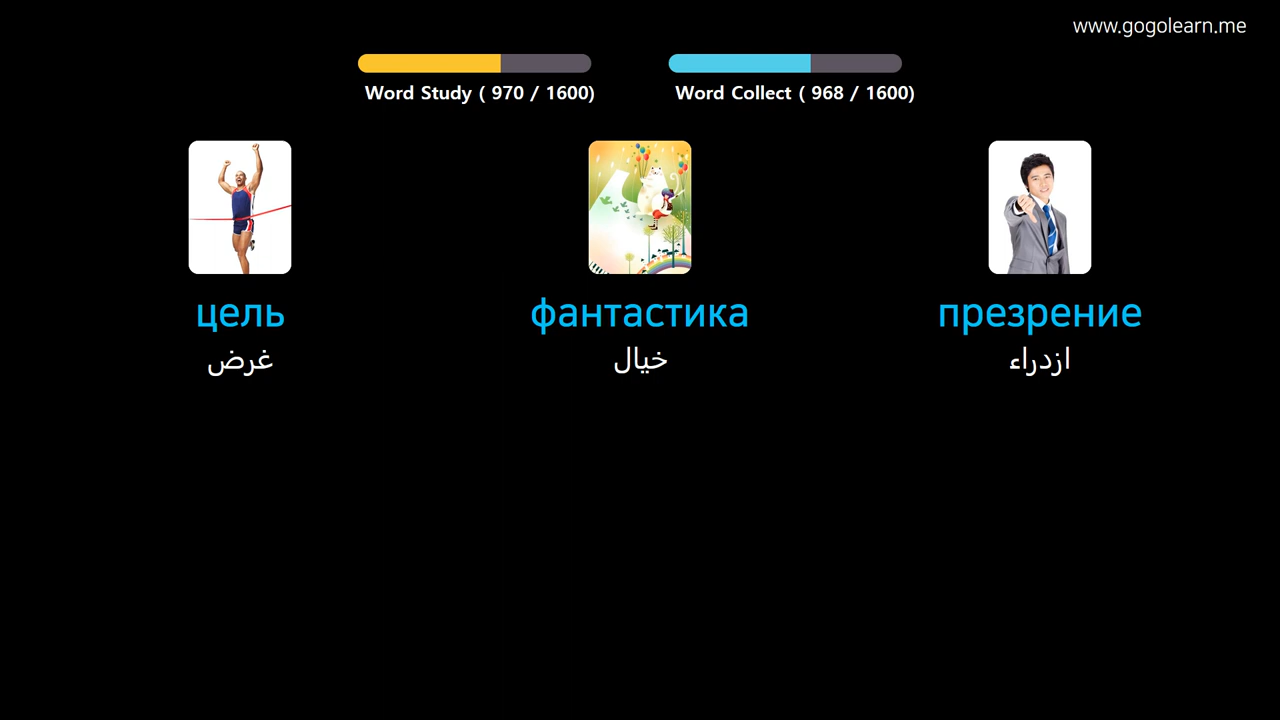 www.gogolearn.me
Word Study ( 970 / 1600)
Word Collect ( 968 / 1600)
цель
фантастика
презрение
غرض
خيال
ازدراء